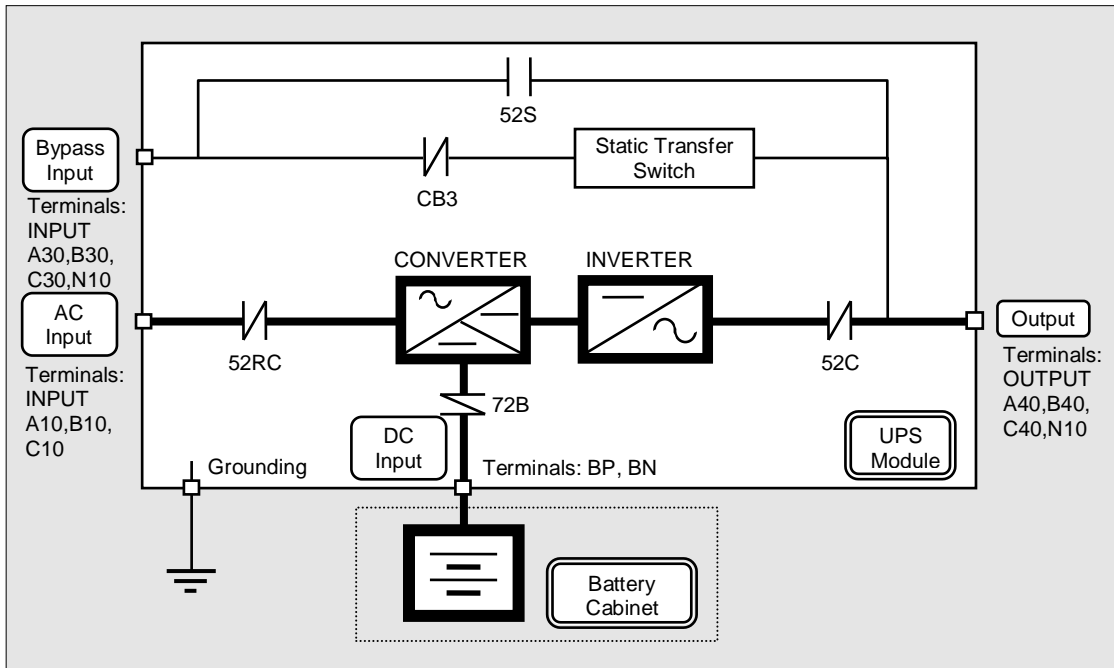 52S
Bypass
Input
CB3
Static Transfer
Switch
Terminals:
INPUT
A30,B30,
C30,N10
CONVERTER
INVERTER
AC
Input
52RC
52C
Output
Terminals:
INPUT
A10,B10,
C10
72B
Terminals:
OUTPUT
A40,B40,
C40,N10
DC
Input
UPS
Module
Grounding
Terminals: BP, BN
Battery
Cabinet